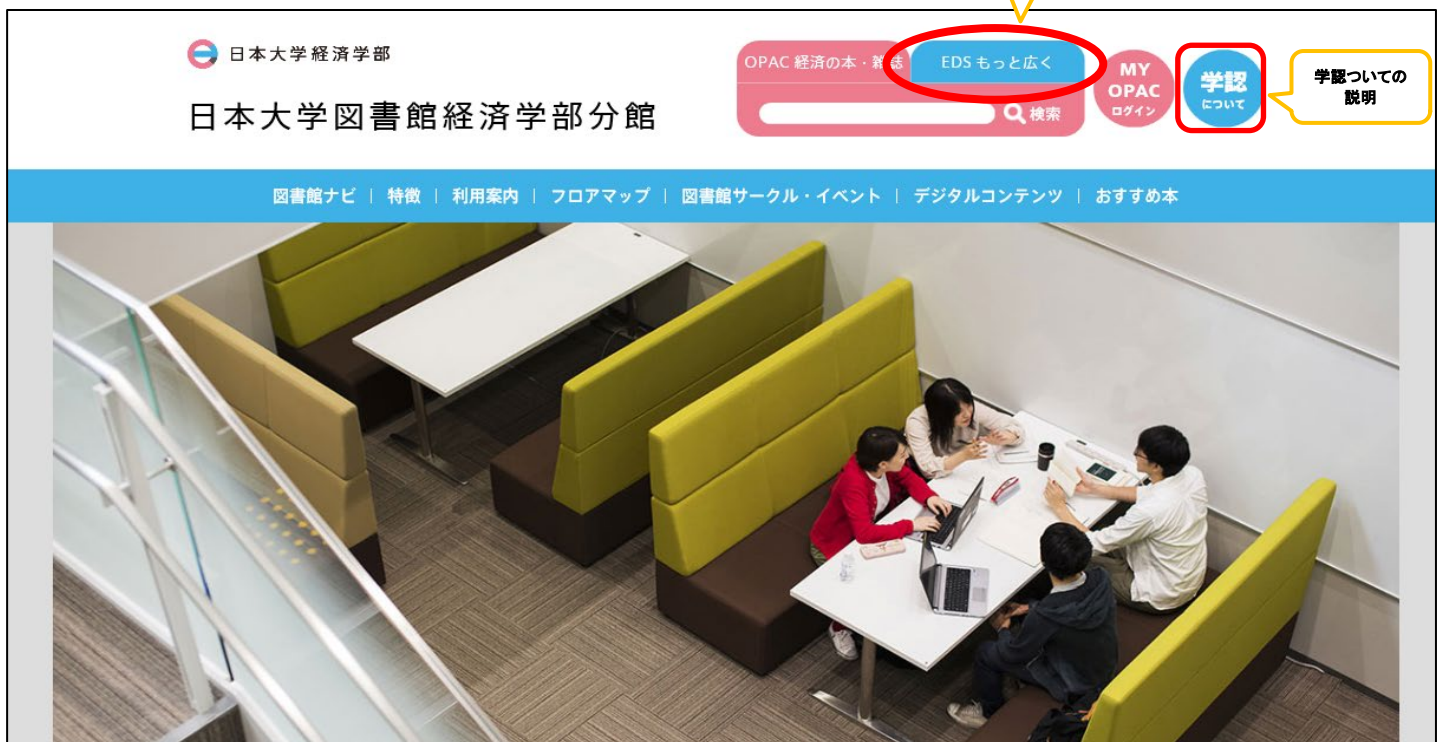 日本大学経済学部
日本大学図書館経済学部分館
OPAC 経済の本・雑誌
EDS もっと広く
検索
MY
OPAC
ログイン
学認
について
学認ついての
説明
図書館ナビ | 特徴 | 利用案内 | フロアマップ | 図書館サークル・イベント | デジタルコンテンツ | おすすめ本